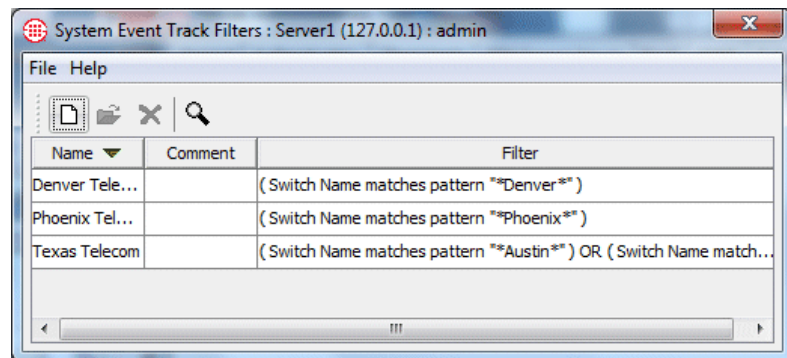 System Event Track Filters : Server1 (127.0.0.1) : admin
File Help
Name Comment Filter
Denver Tele... ( Switch Name matches pattern "*Denver*" )
Phoenix Tel... ( Switch Name matches pattern "*Phoenix*" )
Texas Telecom ( Switch Name matches pattern "*Austin*" ) OR ( Switch Name match...